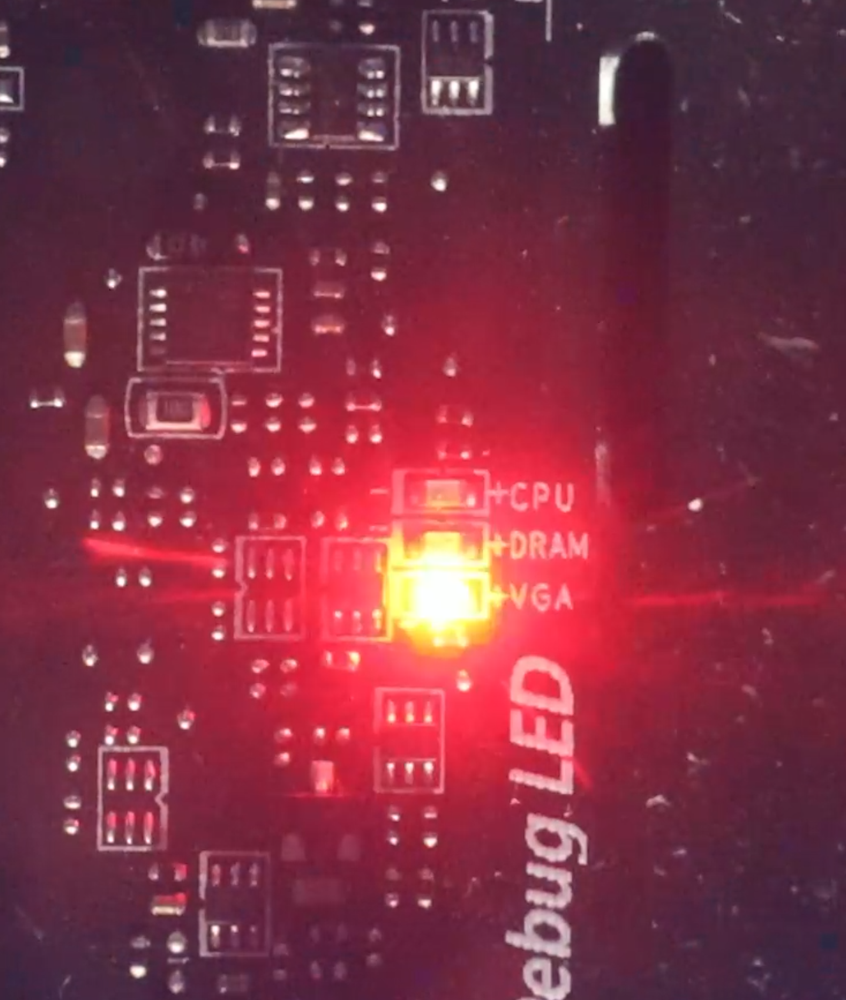 -
+CPU
+DRAM
+VGA
ebug LED